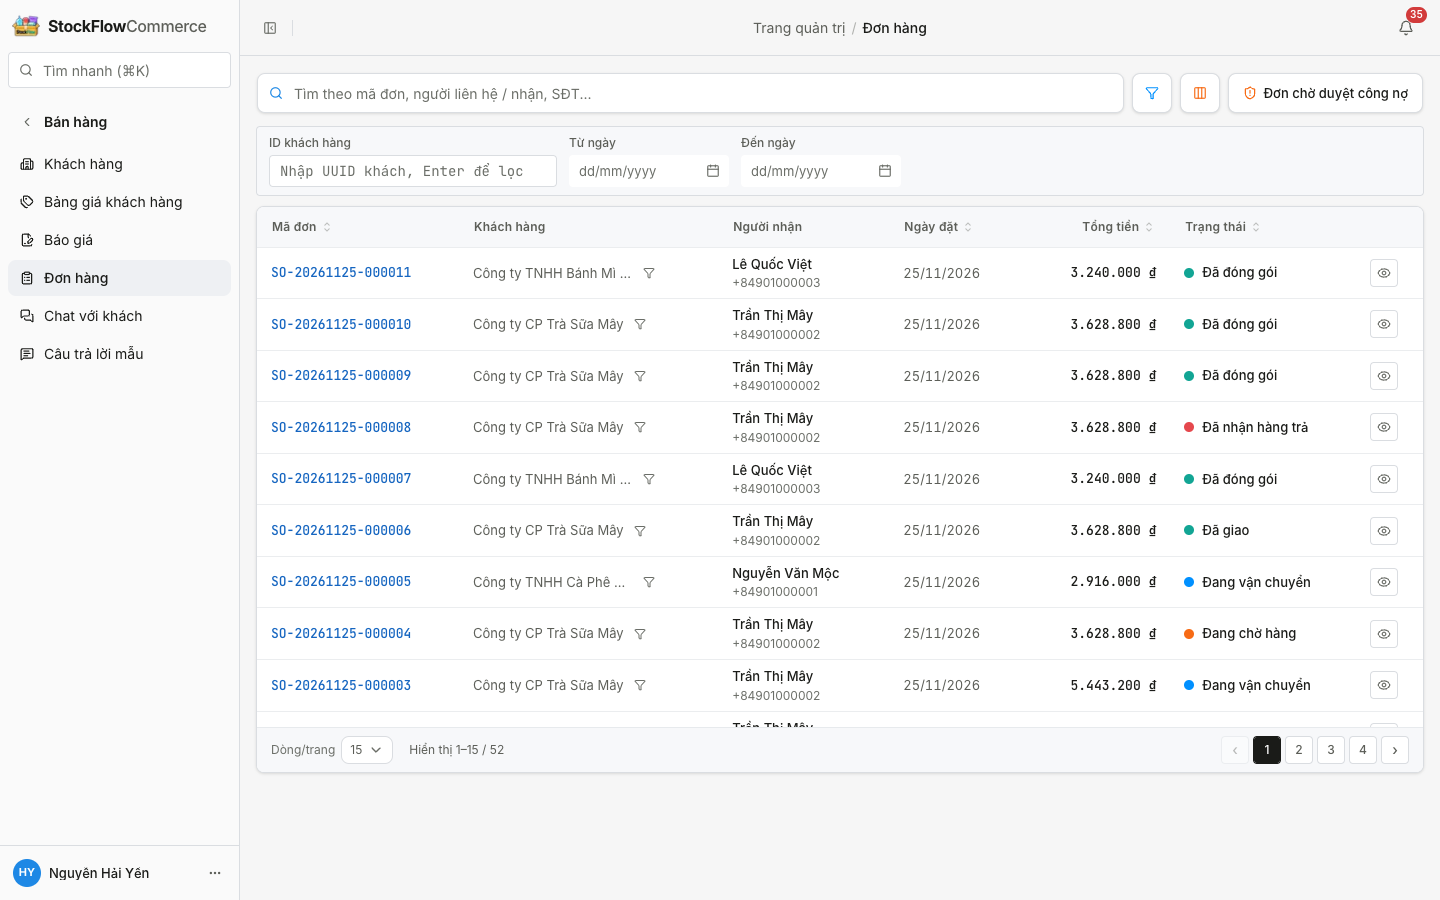 StockFlowCommerce
Tìm nhanh (⌘K)
Bán hàng
Khách hàng
Bảng giá khách hàng
Báo giá
Đơn hàng
Chat với khách
Câu trả lời mẫu
HY Nguyễn Hải Yến
Trang quản trị / Đơn hàng
35
Tìm theo mã đơn, người liên hệ / nhận, SĐT...
Đơn chờ duyệt công nợ
ID khách hàng Từ ngày Đến ngày
Nhập UUID khách, Enter để lọc dd/mm/yyyy dd/mm/yyyy
Mã đơn Khách hàng Người nhận Ngày đặt Tổng tiền Trạng thái
SO-20261125-000011 Công ty TNHH Bánh Mì ... Lê Quốc Việt 25/11/2026 3.240.000 ₫ Đã đóng gói
+84901000003
SO-20261125-000010 Công ty CP Trà Sữa Mây Trần Thị Mây 25/11/2026 3.628.800 ₫ Đã đóng gói
+84901000002
SO-20261125-000009 Công ty CP Trà Sữa Mây Trần Thị Mây 25/11/2026 3.628.800 ₫ Đã đóng gói
+84901000002
SO-20261125-000008 Công ty CP Trà Sữa Mây Trần Thị Mây 25/11/2026 3.628.800 ₫ Đã nhận hàng trả
+84901000002
SO-20261125-000007 Công ty TNHH Bánh Mì ... Lê Quốc Việt 25/11/2026 3.240.000 ₫ Đã đóng gói
+84901000003
SO-20261125-000006 Công ty CP Trà Sữa Mây Trần Thị Mây 25/11/2026 3.628.800 ₫ Đã giao
+84901000002
SO-20261125-000005 Công ty TNHH Cà Phê ... Nguyễn Văn Mộc 25/11/2026 2.916.000 ₫ Đang vận chuyển
+84901000001
SO-20261125-000004 Công ty CP Trà Sữa Mây Trần Thị Mây 25/11/2026 3.628.800 ₫ Đang chờ hàng
+84901000002
SO-20261125-000003 Công ty CP Trà Sữa Mây Trần Thị Mây 25/11/2026 5.443.200 ₫ Đang vận chuyển
+84901000002
Dòng/trang 15 Hiển thị 1–15 / 52 ‹ 1 2 3 4 ›